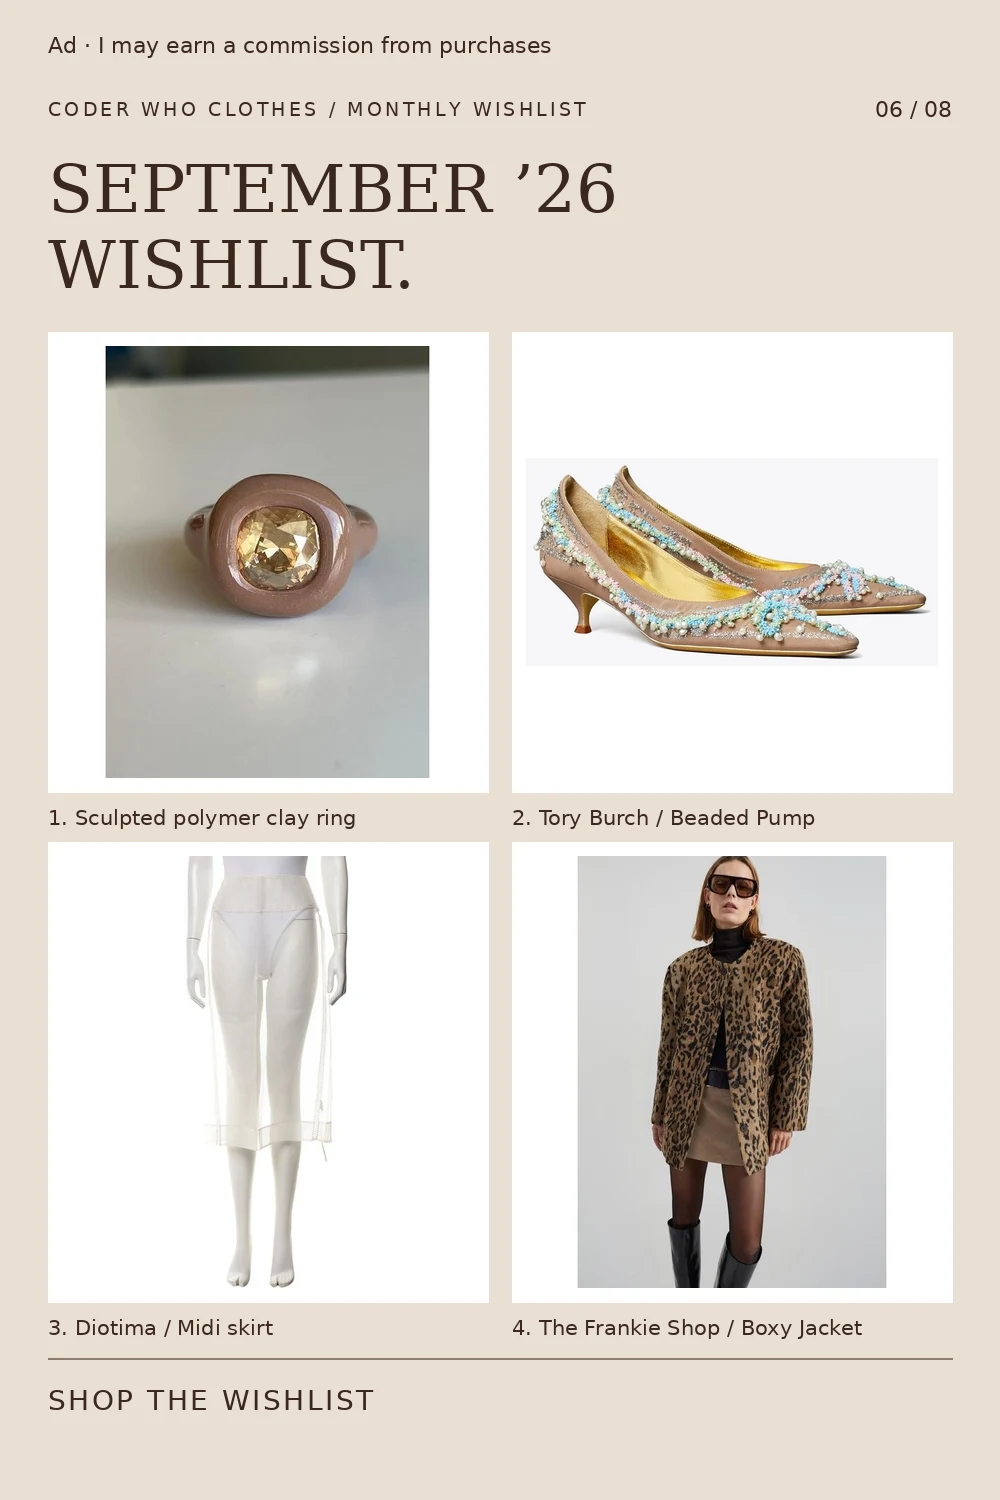 Ad · I may earn a commission from purchases
CODER WHO CLOTHES / MONTHLY WISHLIST
06 / 08
SEPTEMBER ’26
WISHLIST.
1. Sculpted polymer clay ring
2. Tory Burch / Beaded Pump
3. Diotima / Midi skirt
4. The Frankie Shop / Boxy Jacket
SHOP THE WISHLIST